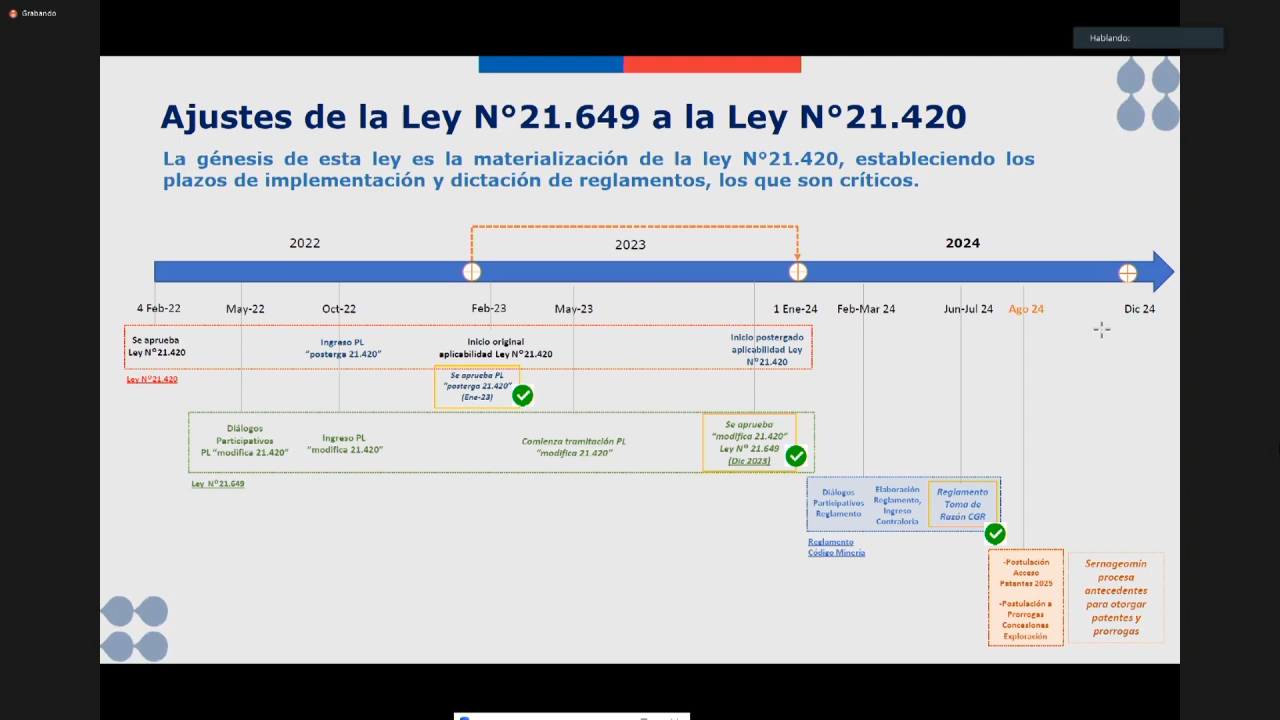 Grabando
Hablando:
Ajustes de la Ley N°21.649 a la Ley N°21.420
La génesis de esta ley es la materialización de la ley N°21.420, estableciendo los
plazos de implementación y dictación de reglamentos, los que son críticos.
2022
2023
2024
4 Feb-22
May-22
Oct-22
Feb-23
May-23
1 Ene-24
Feb-Mar 24
Jun-Jul 24
Ago 24
Dic 24
Se aprueba
Ley N°21.420
Ingreso PL
“posterga 21.420”
Inicio original
aplicabilidad Ley N°21.420
Inicio postergado
aplicabilidad Ley
N°21.420
Ley N°21.420
Se aprueba PL
“posterga 21.420”
(Ene-23)
Diálogos
Participativos
PL “modifica 21.420”
Ingreso PL
“modifica 21.420”
Comienza tramitación PL
“modifica 21.420”
Se aprueba
“modifica 21.420”
Ley N° 21.649
(Dic 2023)
Ley N°21.649
Diálogos
Participativos
Reglamento
Elaboración
Reglamento,
Ingreso
Contraloría
Reglamento
Toma de
Razón CGR
Reglamento
Código Minería
-Postulación
Acceso
Patentes 2025
-Postulación a
Prorrogas
Concesiones
Exploración
Sernageomin
procesa
antecedentes
para otorgar
patentes y
prorrogas